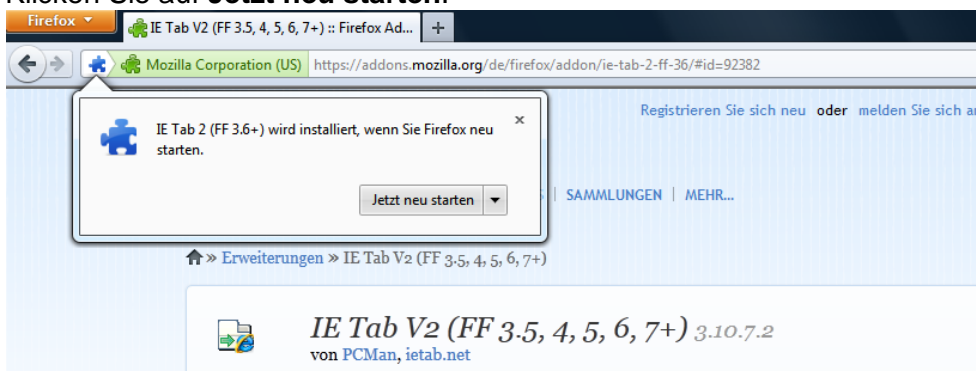 Klicken Sie auf Jetzt neu starten.
Firefox
IE Tab V2 (FF 3.5, 4, 5, 6, 7+) :: Firefox Ad...
Mozilla Corporation (US) https://addons.mozilla.org/de/firefox/addon/ie-tab-2-ff-36/#id=92382
Registrieren Sie sich neu oder melden Sie sich
IE Tab 2 (FF 3.6+) wird installiert, wenn Sie Firefox neu
starten.
Jetzt neu starten
SAMMLUNGEN | MEHR...
» Erweiterungen » IE Tab V2 (FF 3.5, 4, 5, 6, 7+)
IE Tab V2 (FF 3.5, 4, 5, 6, 7+) 3.10.7.2
von PCMan, ietab.net